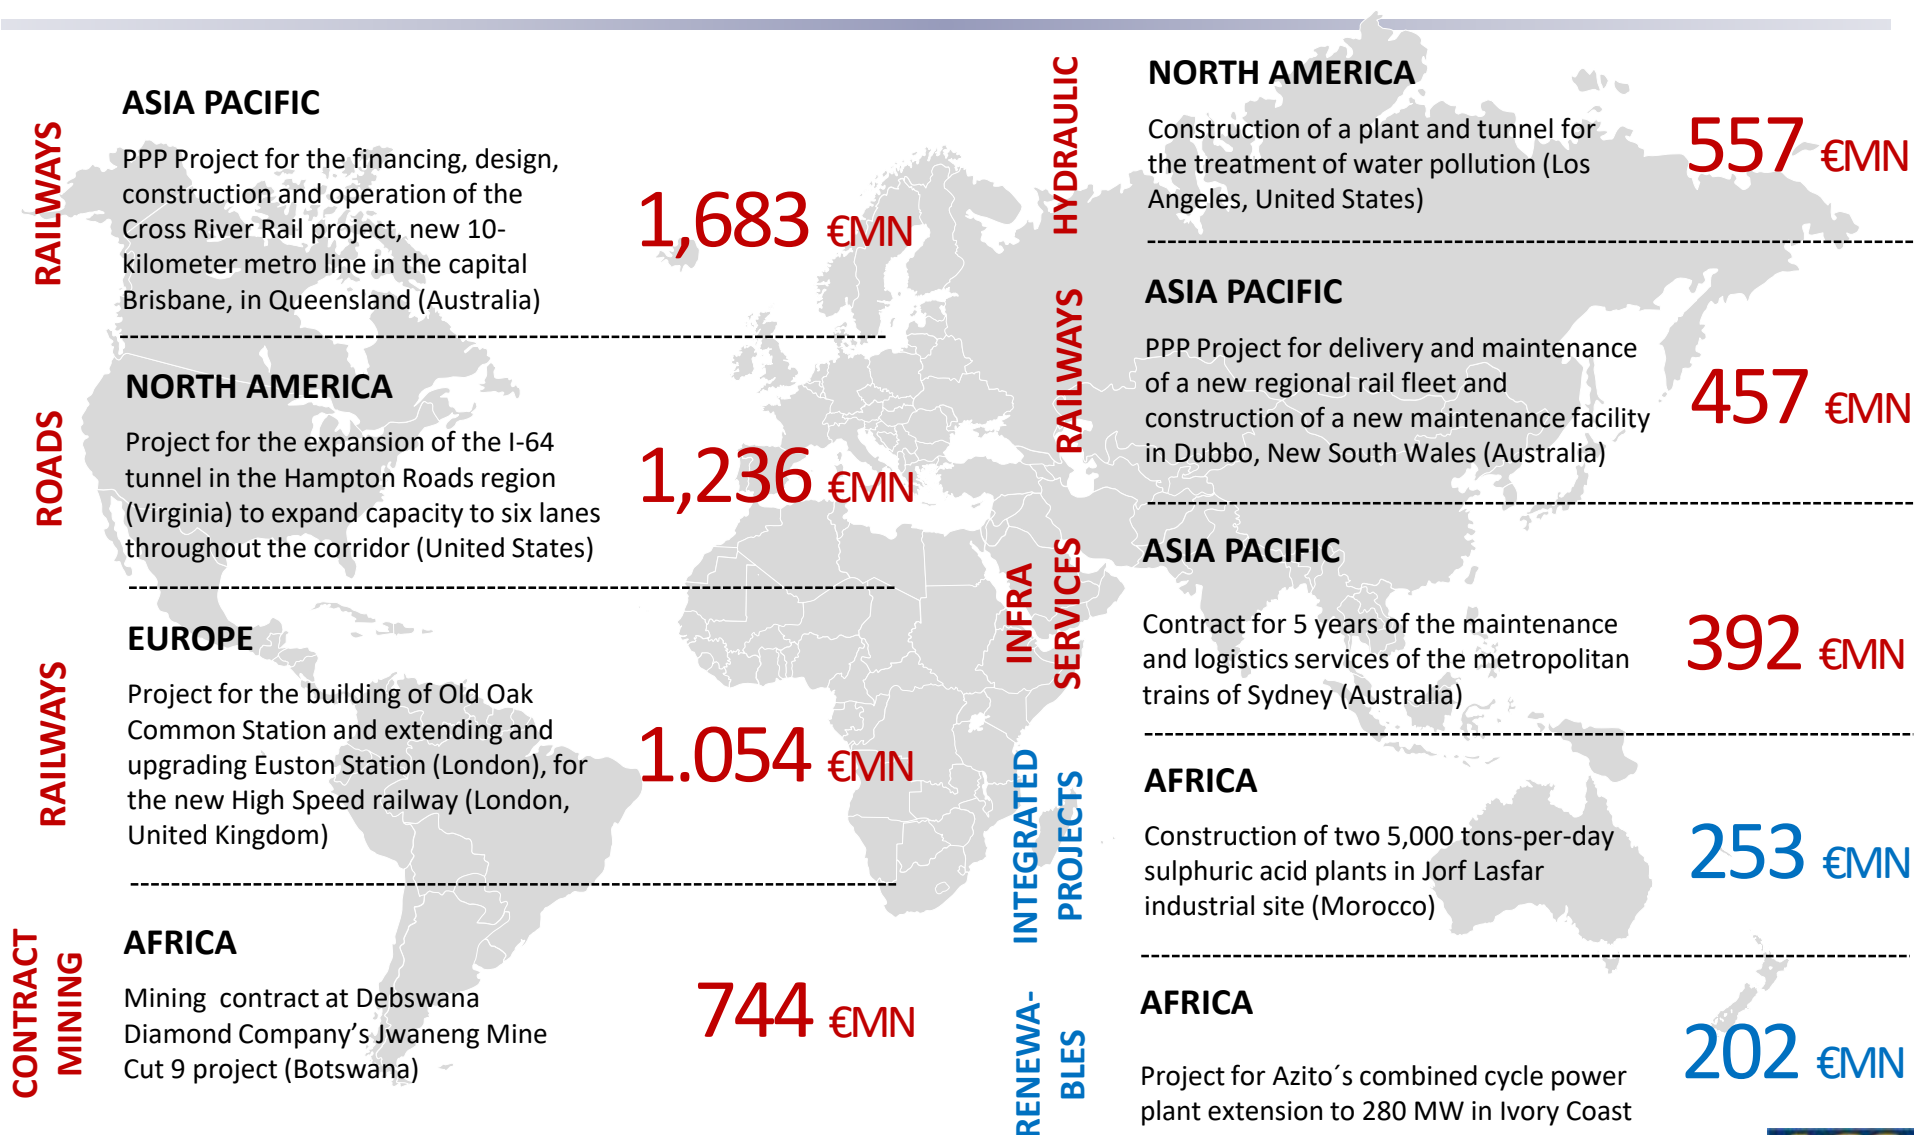 RAILWAYS
ASIA PACIFIC
PPP Project for the financing, design,
construction and operation of the
Cross River Rail project, new 10-
kilometer metro line in the capital
Brisbane, in Queensland (Australia)
1,683 €MN
ROADS
NORTH AMERICA
Project for the expansion of the I-64
tunnel in the Hampton Roads region
(Virginia) to expand capacity to six lanes
throughout the corridor (United States)
1,236 €MN
RAILWAYS
EUROPE
Project for the building of Old Oak
Common Station and extending and
upgrading Euston Station (London), for
the new High Speed railway (London,
United Kingdom)
1.054 €MN
CONTRACT
MINING
AFRICA
Mining contract at Debswana
Diamond Company’s Jwaneng Mine
Cut 9 project (Botswana)
744 €MN
HYDRAULIC
NORTH AMERICA
Construction of a plant and tunnel for
the treatment of water pollution (Los
Angeles, United States)
557 €MN
RAILWAYS
ASIA PACIFIC
PPP Project for delivery and maintenance
of a new regional rail fleet and
construction of a new maintenance facility
in Dubbo, New South Wales (Australia)
457 €MN
INFRA
SERVICES
ASIA PACIFIC
Contract for 5 years of the maintenance
and logistics services of the metropolitan
trains of Sydney (Australia)
392 €MN
INTEGRATED
PROJECTS
AFRICA
Construction of two 5,000 tons-per-day
sulphuric acid plants in Jorf Lasfar
industrial site (Morocco)
253 €MN
RENEWA-
BLES
AFRICA
Project for Azito´s combined cycle power
plant extension to 280 MW in Ivory Coast
202 €MN